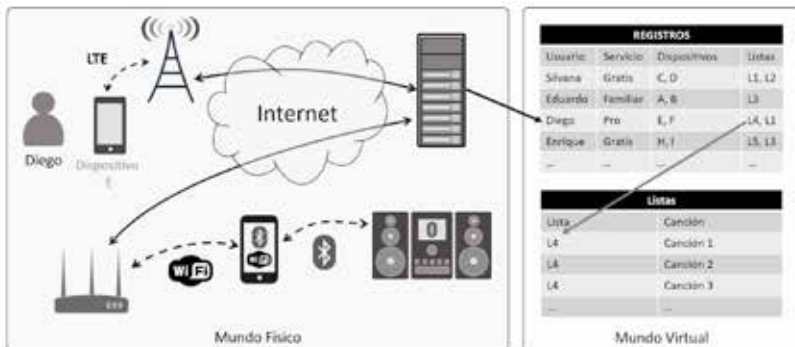 LTE
Internet
Diego
Dispositivo
E
WiFi
Mundo Físico
REGISTROS
Usuario Servicio Dispositivos Listas
Silvana Gratis C, D L1, L2
Eduardo Familiar A, B L3
Diego Pro E, F L4, L1
Enrique Gratis H, I L5, L3
... ... ... ...
Listas
Lista Canción
L4 Canción 1
L4 Canción 2
L4 Canción 3
... ...
Mundo Virtual